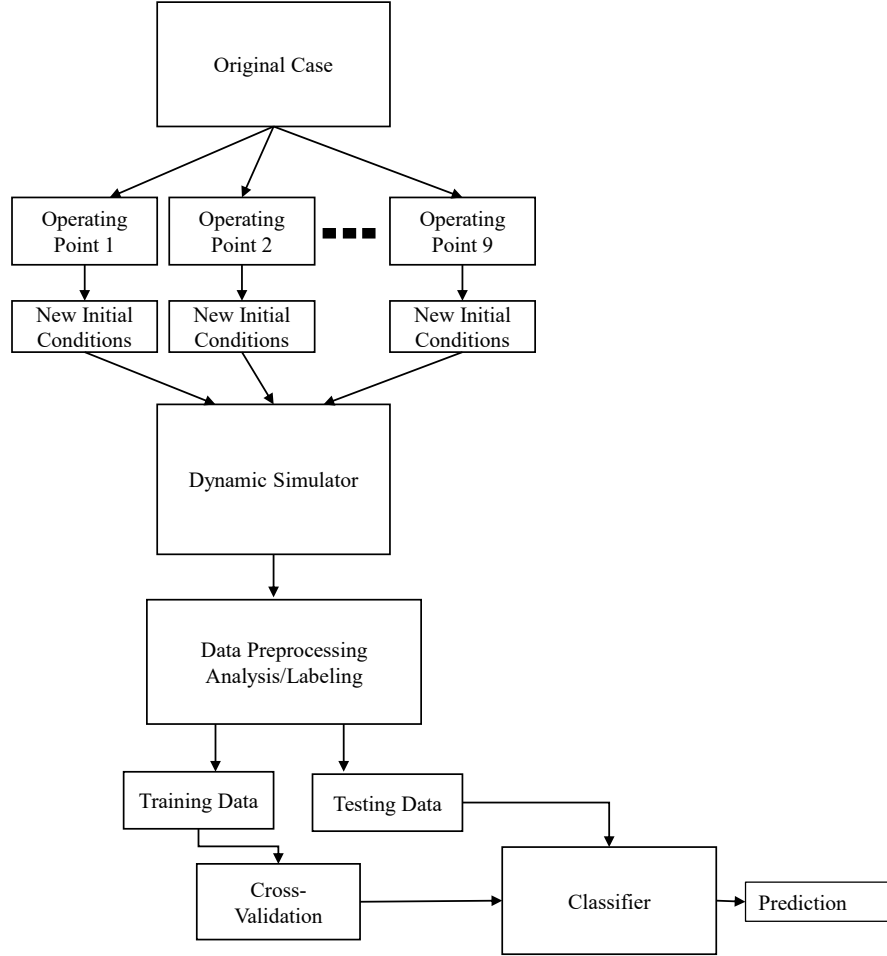 Original Case
Operating
Point 1
Operating
Point 2
Operating
Point 9
New Initial
Conditions
New Initial
Conditions
New Initial
Conditions
Dynamic Simulator
Data Preprocessing
Analysis/Labeling
Training Data
Testing Data
Cross-
Validation
Classifier
Prediction